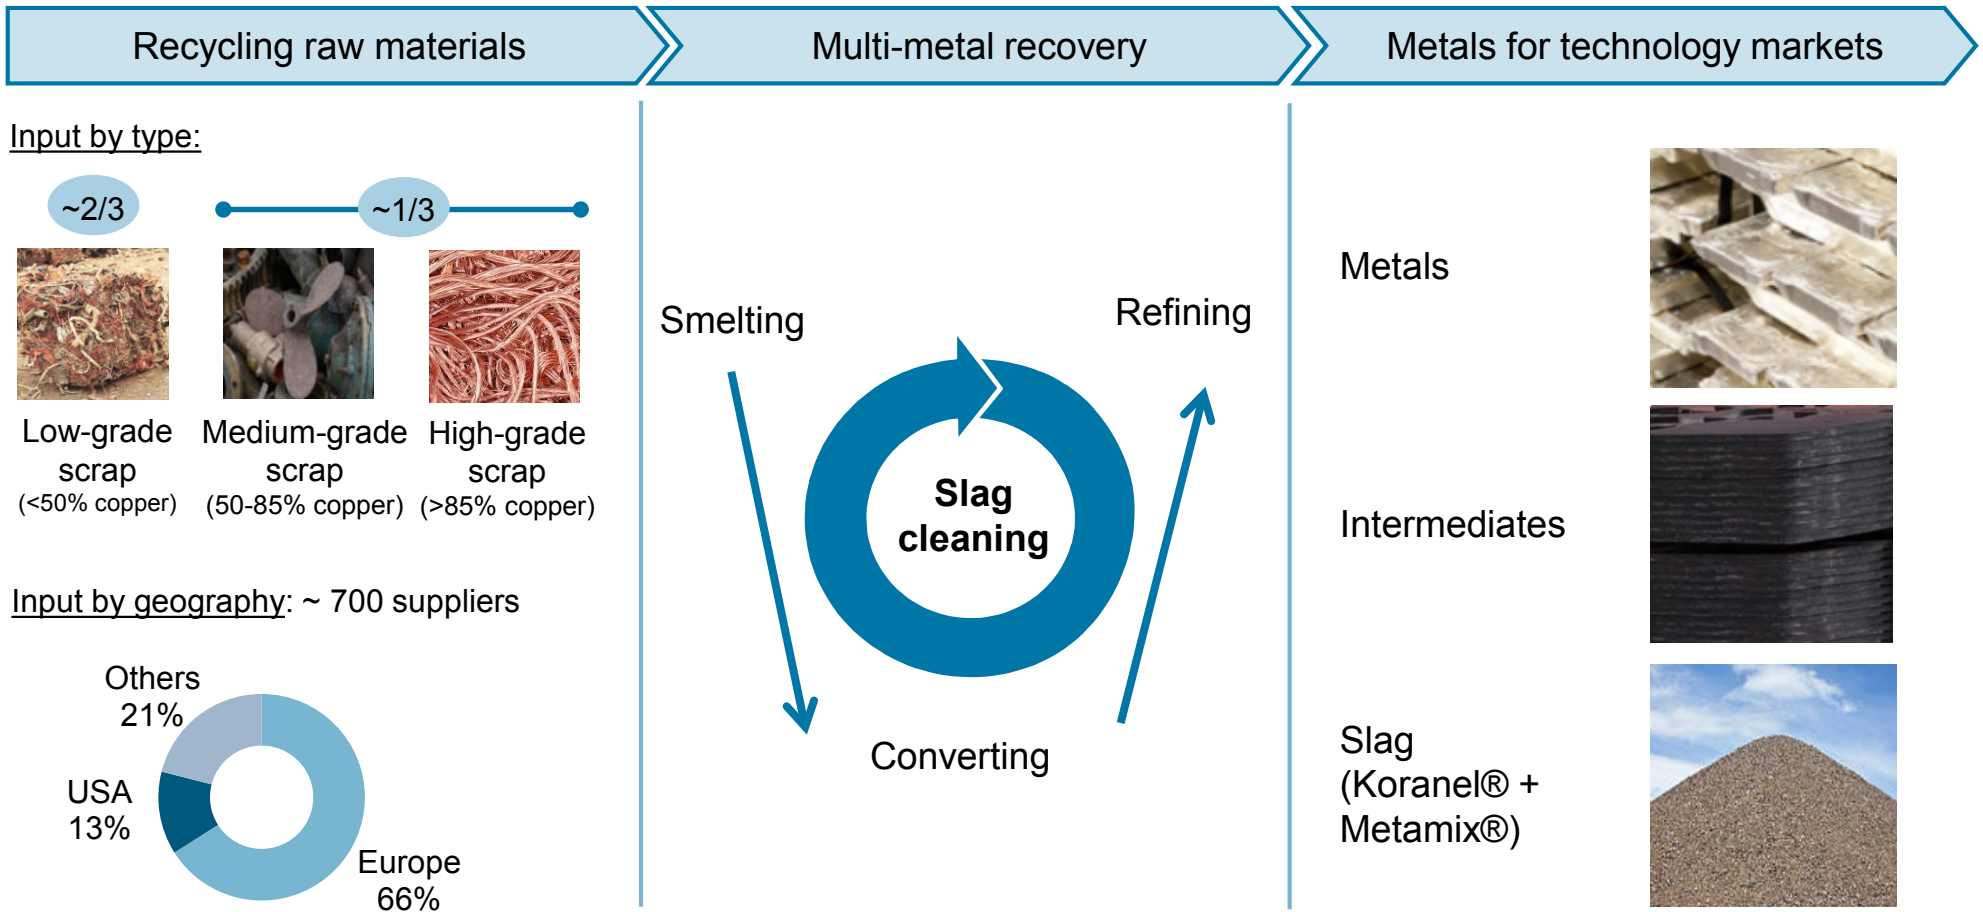 Recycling raw materials
Multi-metal recovery
Metals for technology markets
Input by type:
~2/3
~1/3
Low-grade
scrap
(<50% copper)
Medium-grade
scrap
(50-85% copper)
High-grade
scrap
(>85% copper)
Input by geography: ~ 700 suppliers
Others
21%
USA
13%
Europe
66%
Smelting
Refining
Slag
cleaning
Converting
Metals
Intermediates
Slag
(Koranel® +
Metamix®)